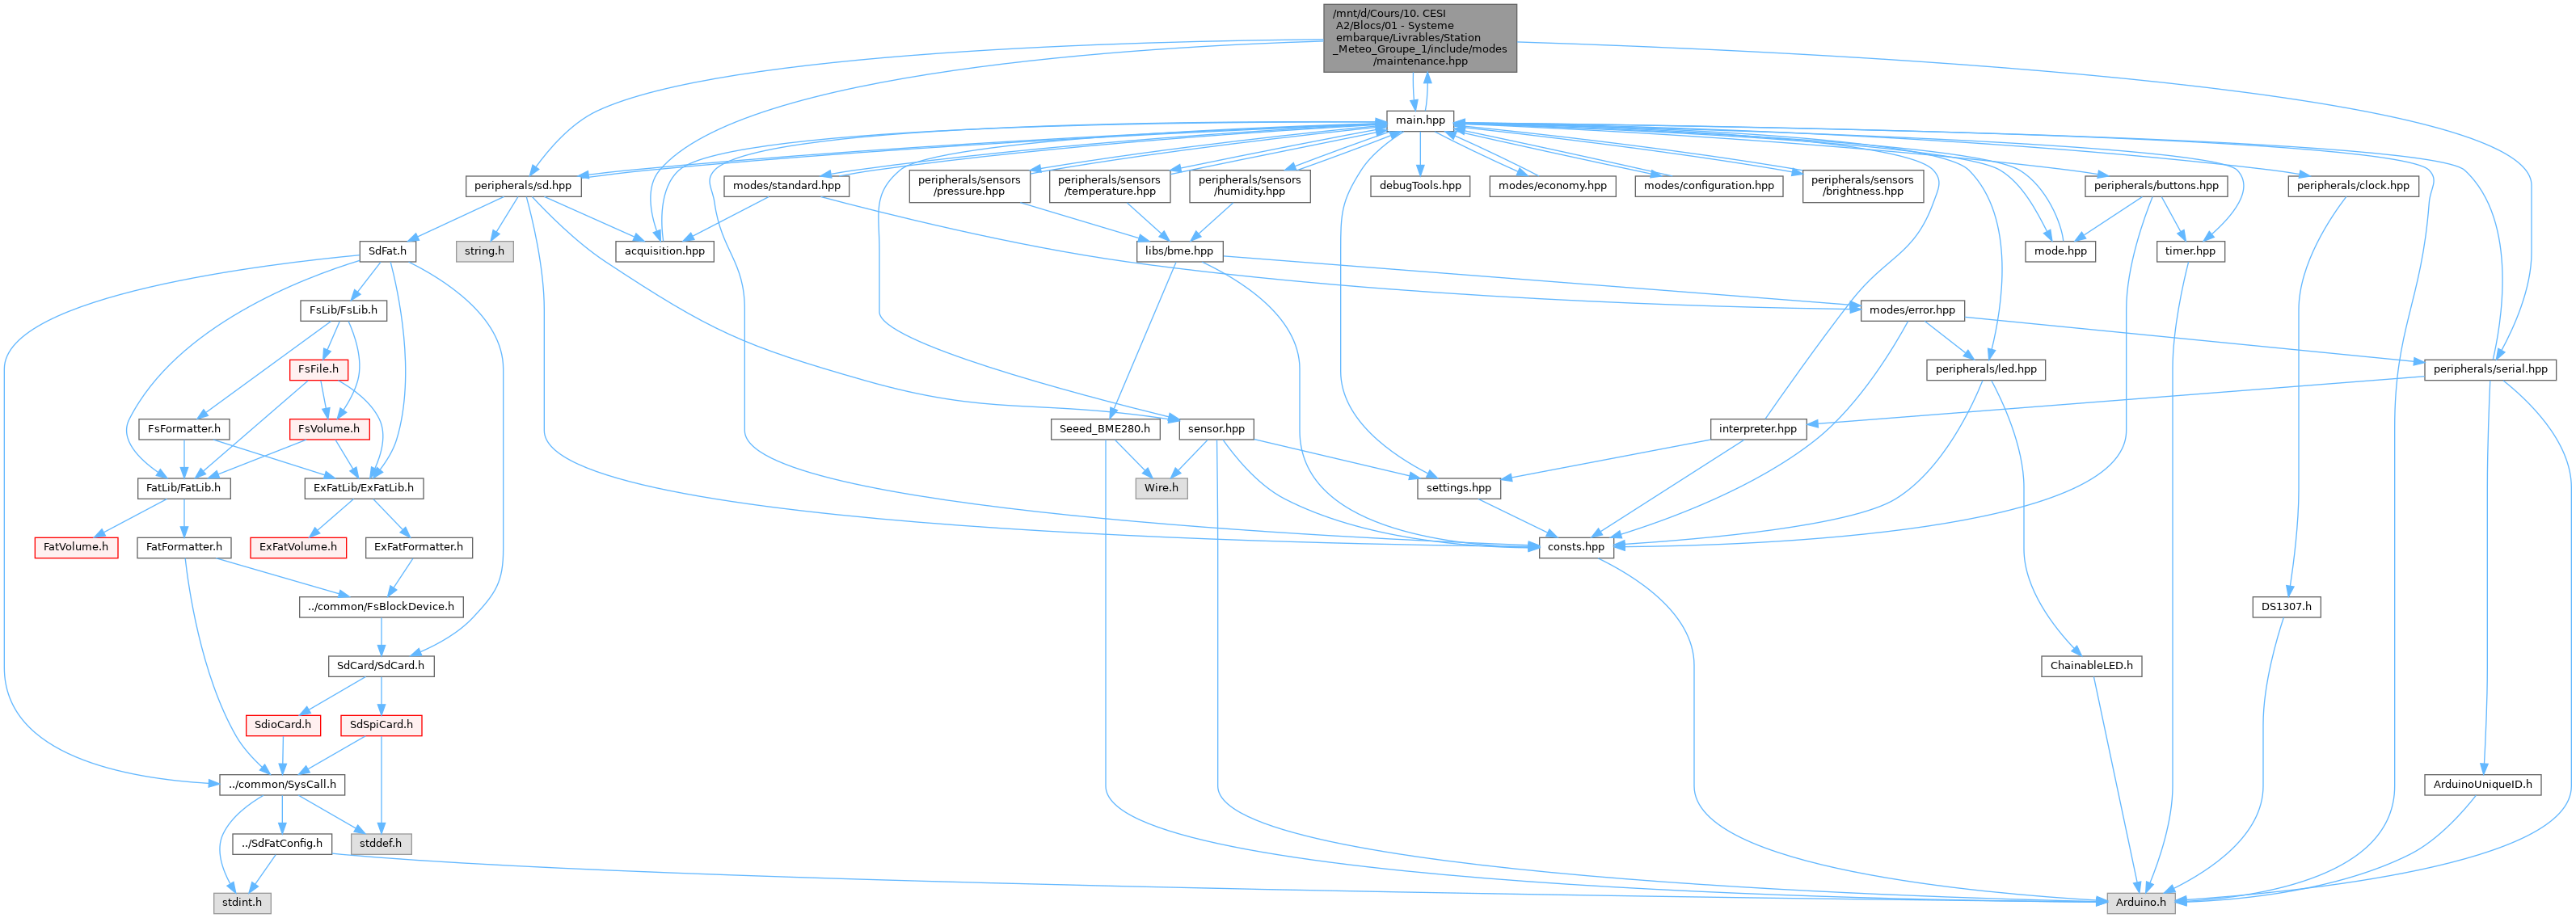 /mnt/d/Cours/10. CESI
A2/Blocs/01 - Systeme
embarque/Livrables/Station
_Meteo_Groupe_1/include/modes
/maintenance.hpp
main.hpp
peripherals/sd.hpp
modes/standard.hpp
peripherals/sensors
/pressure.hpp
peripherals/sensors
/temperature.hpp
peripherals/sensors
/humidity.hpp
debugTools.hpp
modes/economy.hpp
modes/configuration.hpp
peripherals/sensors
/brightness.hpp
peripherals/buttons.hpp
peripherals/clock.hpp
SdFat.h
string.h
acquisition.hpp
libs/bme.hpp
mode.hpp
timer.hpp
FsLib/FsLib.h
modes/error.hpp
FsFile.h
peripherals/led.hpp
peripherals/serial.hpp
FsFormatter.h
FsVolume.h
Seeed_BME280.h
sensor.hpp
interpreter.hpp
FatLib/FatLib.h
ExFatLib/ExFatLib.h
Wire.h
settings.hpp
FatVolume.h
FatFormatter.h
ExFatVolume.h
ExFatFormatter.h
consts.hpp
../common/FsBlockDevice.h
DS1307.h
SdCard/SdCard.h
ChainableLED.h
SdioCard.h
SdSpiCard.h
../common/SysCall.h
ArduinoUniqueID.h
../SdFatConfig.h
stddef.h
stdint.h
Arduino.h